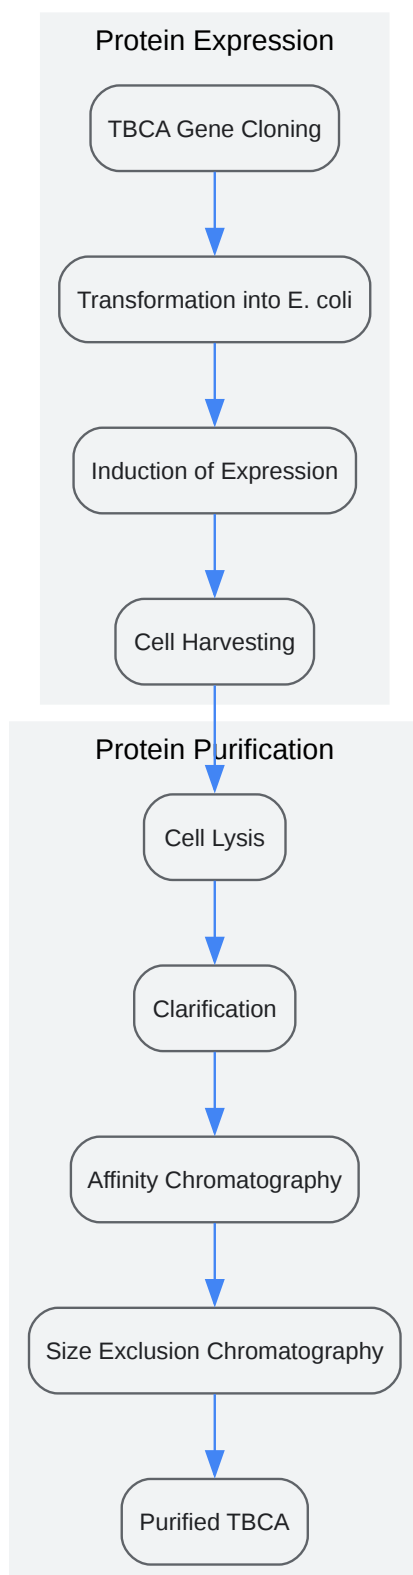 Protein Expression
TBCA Gene Cloning
Transformation into E. coli
Induction of Expression
Cell Harvesting
Protein Purification
Cell Lysis
Clarification
Affinity Chromatography
Size Exclusion Chromatography
Purified TBCA